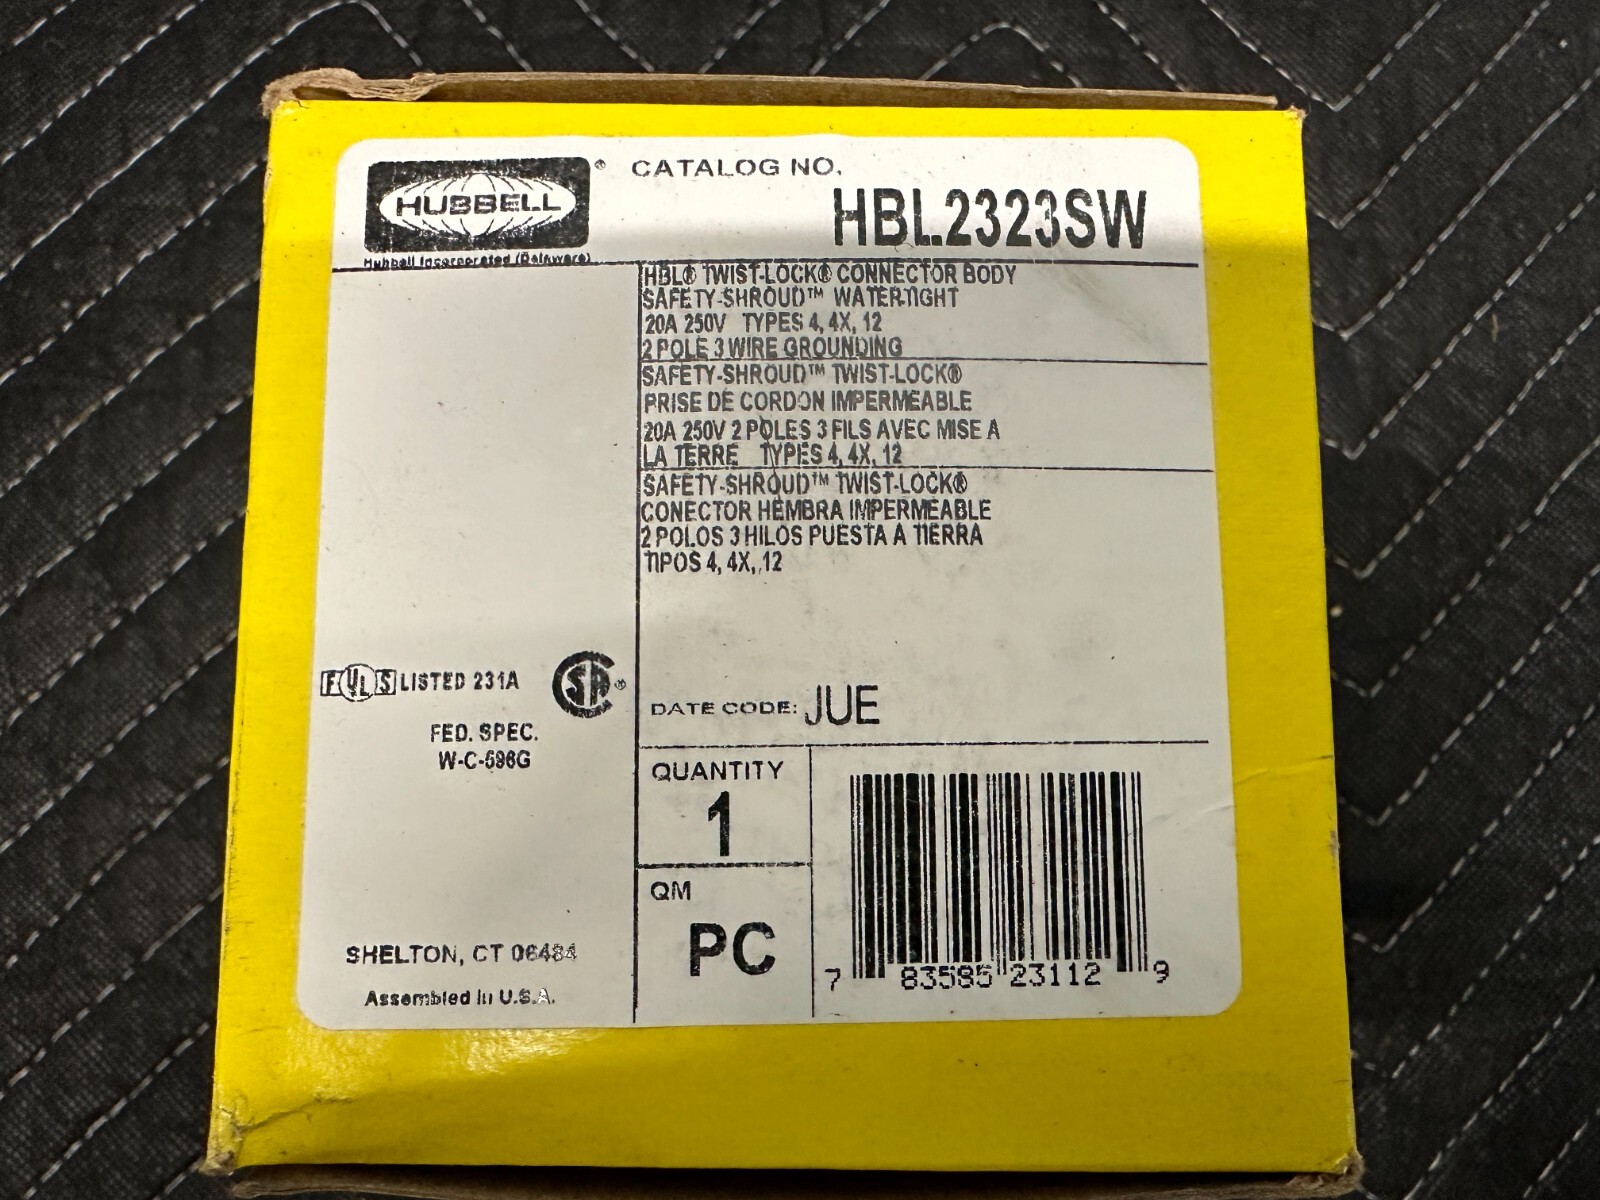 HUBBELL®
Hubbell Incorporated (Delaware)
CATALOG NO.
HBL2323SW
HBL® TWIST-LOCK® CONNECTOR BODY
SAFETY-SHROUD™ WATERTIGHT
20A 250V TYPES 4, 4X, 12
2 POLE 3 WIRE GROUNDING
SAFETY-SHROUD™ TWIST-LOCK®
PRISE DE CORDON IMPERMEABLE
20A 250V 2 POLES 3 FILS AVEC MISE A
LA TERRE TYPES 4, 4X, 12
SAFETY-SHROUD™ TWIST-LOCK®
CONECTOR HEMBRA IMPERMEABLE
2 POLOS 3 HILOS PUESTA A TIERRA
TIPOS 4, 4X, 12
F UL S LISTED 231A
CSA®
FED. SPEC.
W-C-596G
DATE CODE: JUE
QUANTITY
1
QM
PC
SHELTON, CT 06484
Assembled in U.S.A.
7 83585 23112 9